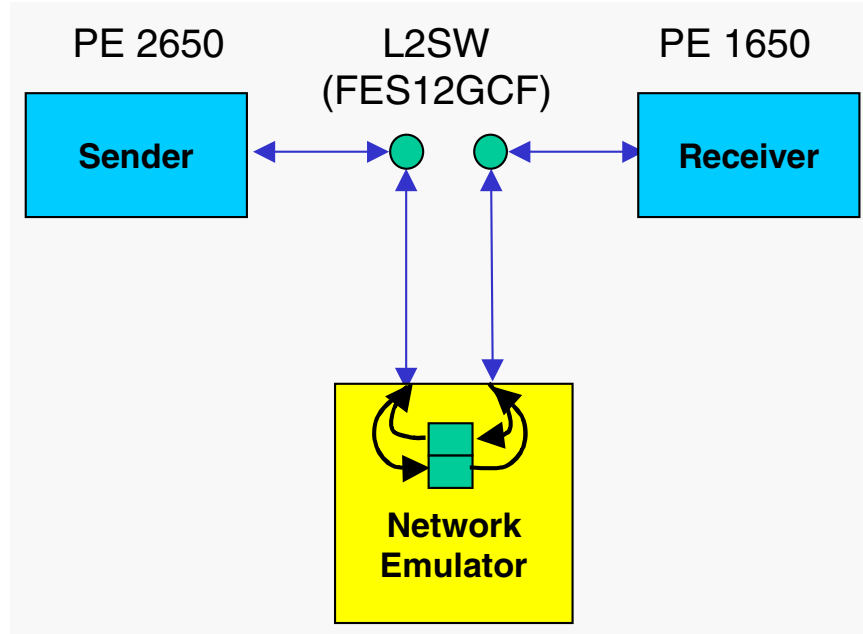 PE 2650
L2SW
(FES12GCF)
PE 1650
Sender
Receiver
Network
Emulator